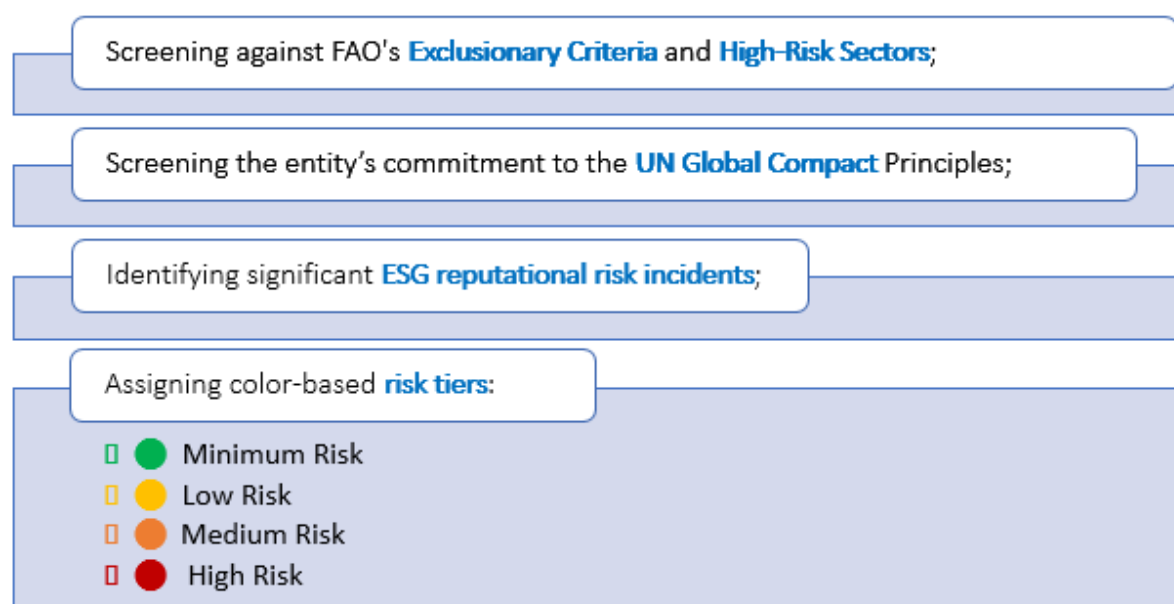 Screening against FAO's Exclusionary Criteria and High-Risk Sectors;
Screening the entity’s commitment to the UN Global Compact Principles;
Identifying significant ESG reputational risk incidents;
Assigning color-based risk tiers:
Minimum Risk
Low Risk
Medium Risk
High Risk